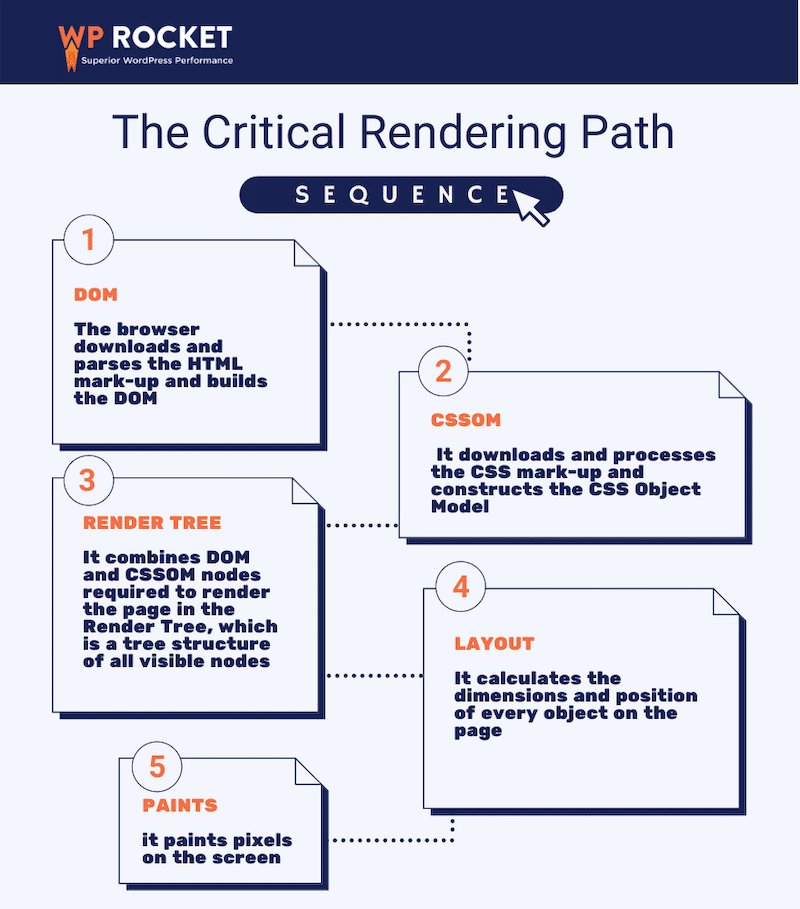 WP ROCKET
Superior WordPress Performance
The Critical Rendering Path
SEQUENCE
1
DOM
The browser
downloads and
parses the HTML
mark-up and builds
the DOM
2
CSSOM
It downloads and processes
the CSS mark-up and
constructs the CSS Object
Model
3
RENDER TREE
It combines DOM
and CSSOM nodes
required to render
the page in the
Render Tree, which
is a tree structure
of all visible nodes
4
LAYOUT
It calculates the
dimensions and position
of every object on the
page
5
PAINTS
it paints pixels
on the screen